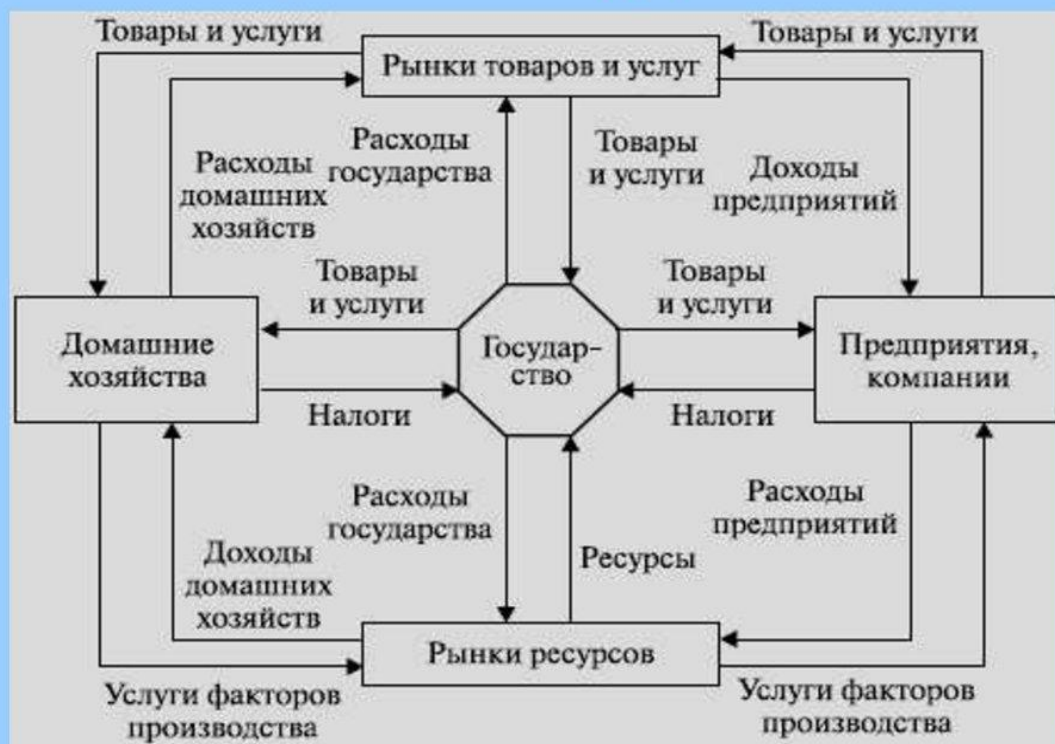 Товары и услуги
Товары и услуги
Рынки товаров и услуг
Расходы
домашних
хозяйств
Расходы
государства
Товары
и услуги
Доходы
предприятий
Товары
и услуги
Товары
и услуги
Домашние
хозяйства
Государ-
ство
Предприятия,
компании
Налоги
Налоги
Расходы
государства
Расходы
предприятий
Доходы
домашних
хозяйств
Ресурсы
Рынки ресурсов
Услуги факторов
производства
Услуги факторов
производства